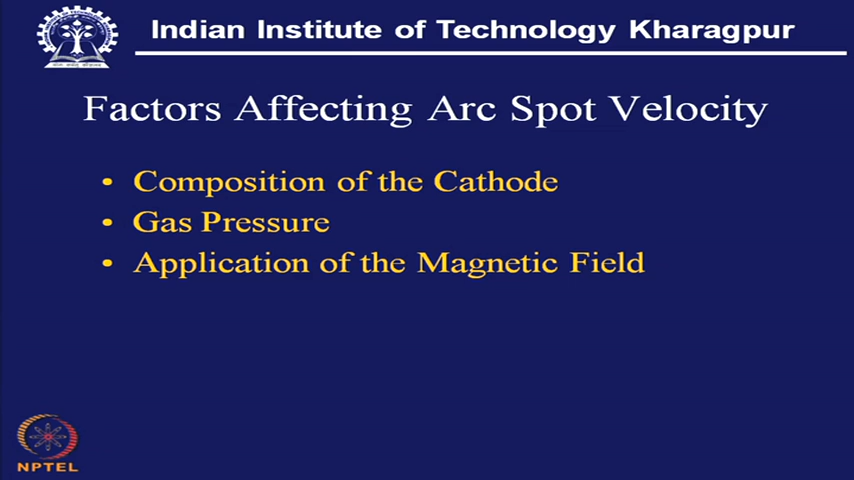 Indian Institute of Technology Kharagpur
Factors Affecting Arc Spot Velocity
• Composition of the Cathode
• Gas Pressure
• Application of the Magnetic Field
NPTEL